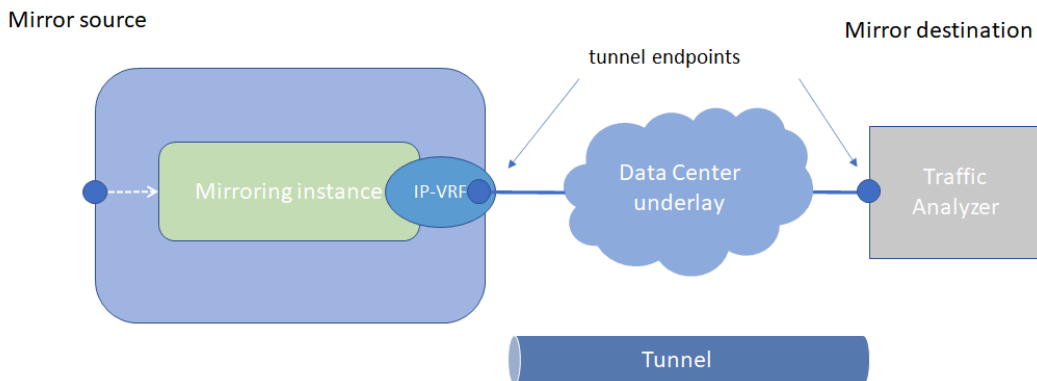 Mirror source
Mirror destination
tunnel endpoints
Mirroring instance
IP-VRF
Data Center
underlay
Traffic
Analyzer
Tunnel